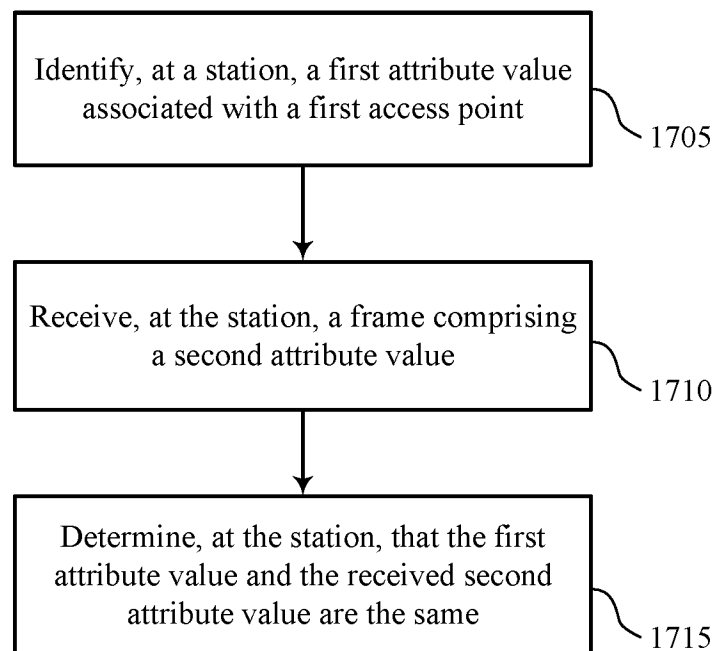 Identify, at a station, a first attribute value
associated with a first access point
1705
Receive, at the station, a frame comprising
a second attribute value
1710
Determine, at the station, that the first
attribute value and the received second
attribute value are the same
1715